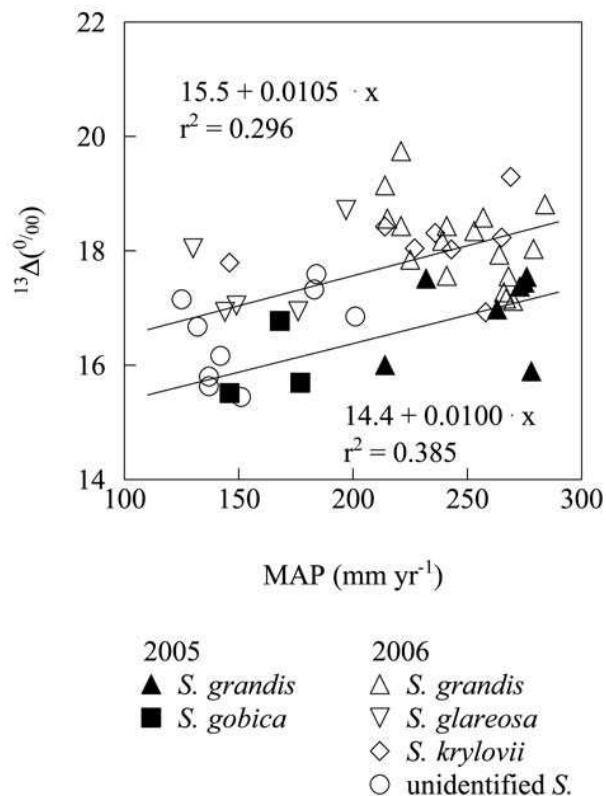 22
20
18
16
14
15.5 + 0.0105 · x
r² = 0.296
¹³Δ(⁰/₀₀)
14.4 + 0.0100 · x
r² = 0.385
100 150 200 250 300
MAP (mm yr⁻¹)
2005 2006
▲ S. grandis △ S. grandis
■ S. gobica ▽ S. glareosa
◇ S. krylovii
○ unidentified S.